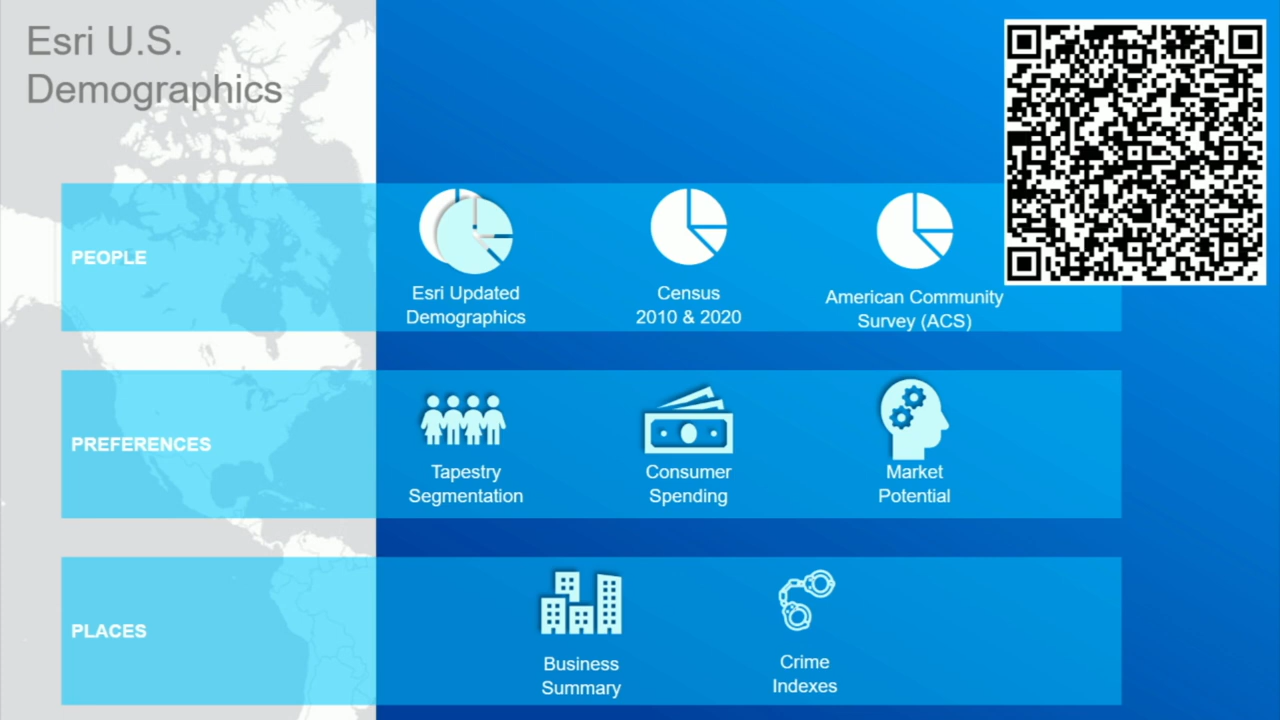 Esri U.S.
Demographics
PEOPLE
Esri Updated
Demographics
Census
2010 & 2020
American Community
Survey (ACS)
PREFERENCES
Tapestry
Segmentation
Consumer
Spending
Market
Potential
PLACES
Business
Summary
Crime
Indexes